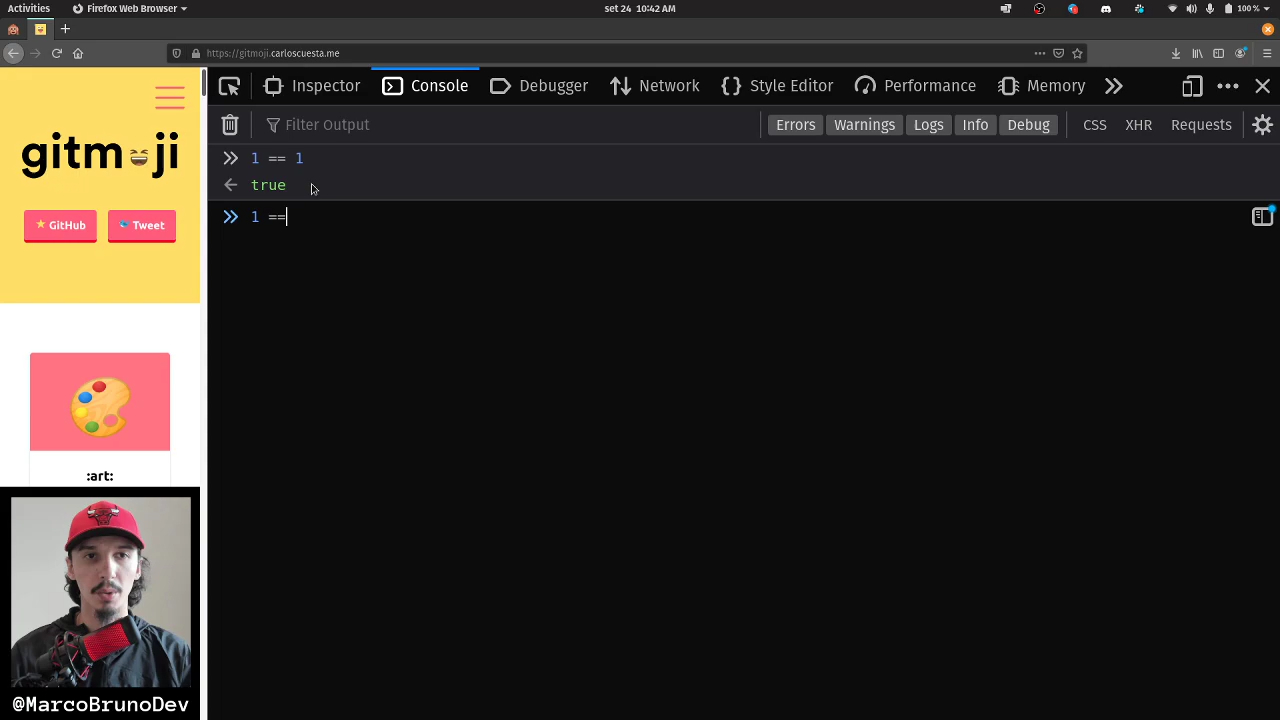 Activities
Firefox Web Browser
set 24 10:42 AM
100 %
https://gitmoji.carloscuesta.me
gitm ji
GitHub
Tweet
:art:
Inspector
Console
Debugger
Network
Style Editor
Performance
Memory
Filter Output
Errors
Warnings
Logs
Info
Debug
CSS
XHR
Requests
1 == 1
true
1 ==
@MarcoBrunoDev